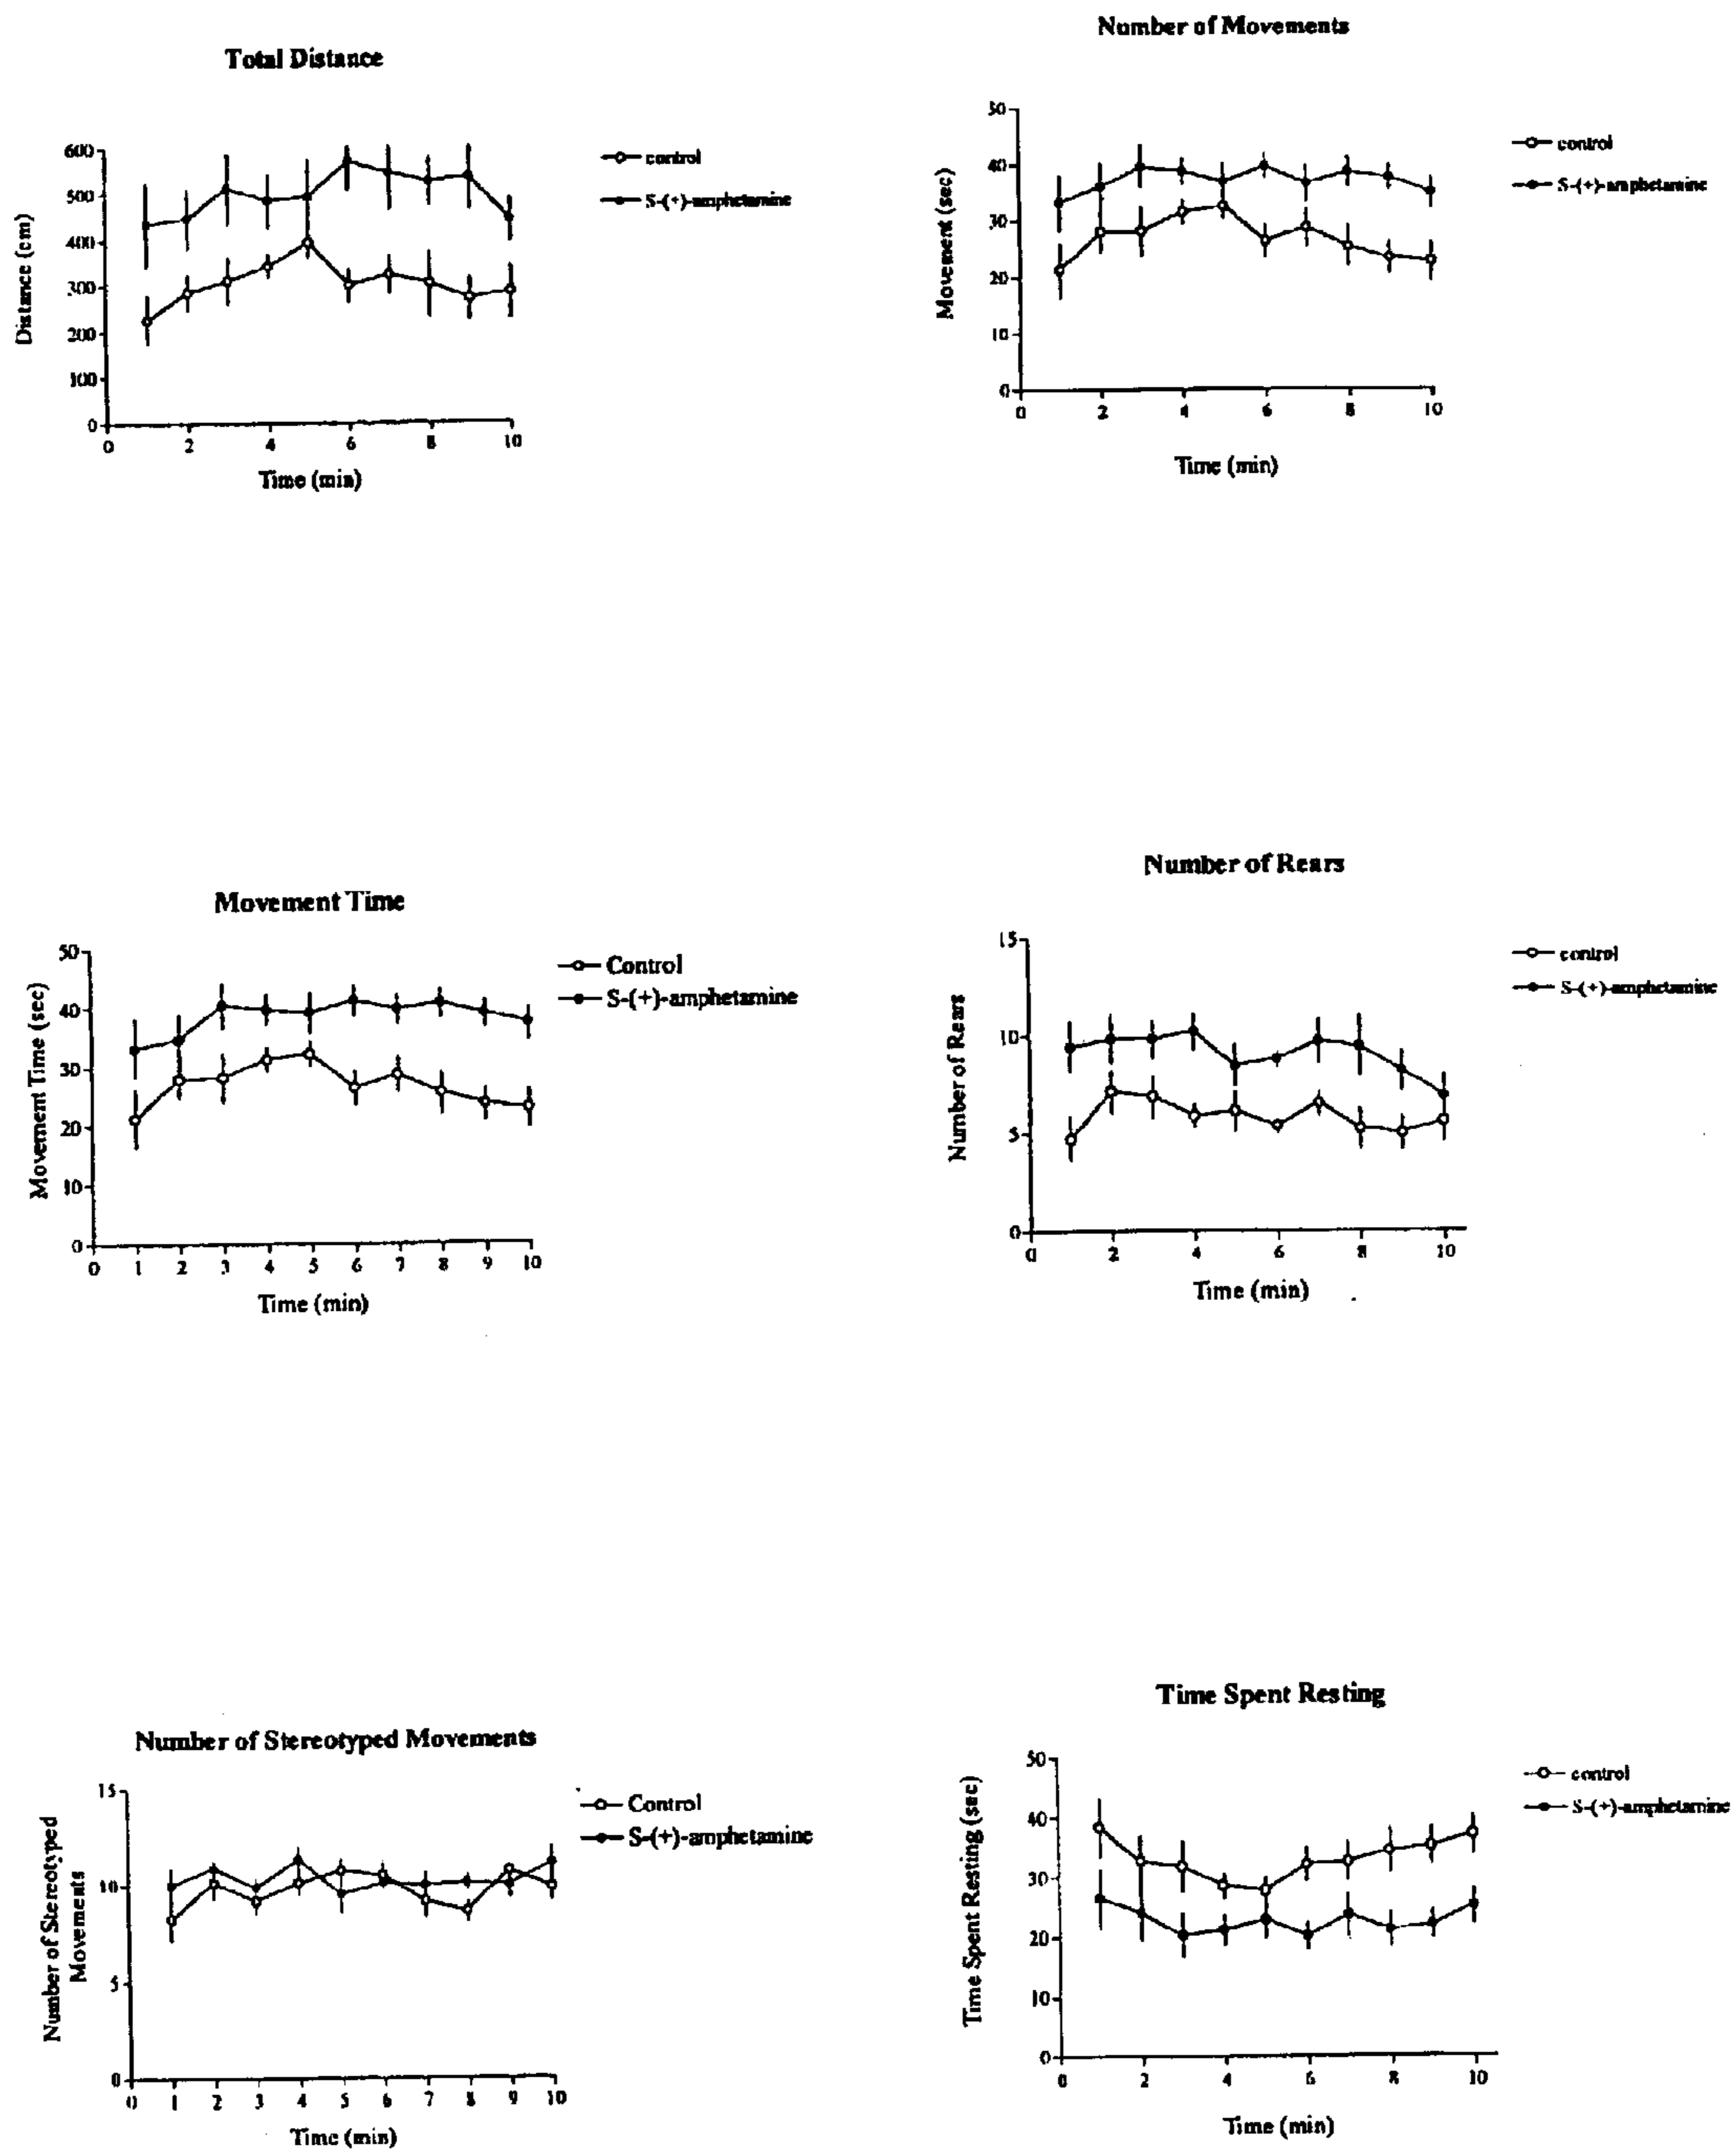 Total Distance
600
500
400
300
200
100
0
Distance (cm)
0 2 4 6 8 10
Time (min)
control
S-(+)-amphetamine
Number of Movements
50
40
30
20
10
0
Movement (sec)
0 2 4 6 8 10
Time (min)
control
S-(+)-amphetamine
Movement Time
50
40
30
20
10
0
Movement Time (sec)
0 1 2 3 4 5 6 7 8 9 10
Time (min)
Control
S-(+)-amphetamine
Number of Rears
15
10
5
0
Number of Rears
0 2 4 6 8 10
Time (min)
control
S-(+)-amphetamine
Number of Stereotyped Movements
15
10
5
0
Number of Stereotyped
Movements
0 1 2 3 4 5 6 7 8 9 10
Time (min)
Control
S-(+)-amphetamine
Time Spent Resting
50
40
30
20
10
0
Time Spent Resting (sec)
0 2 4 6 8 10
Time (min)
control
S-(+)-amphetamine